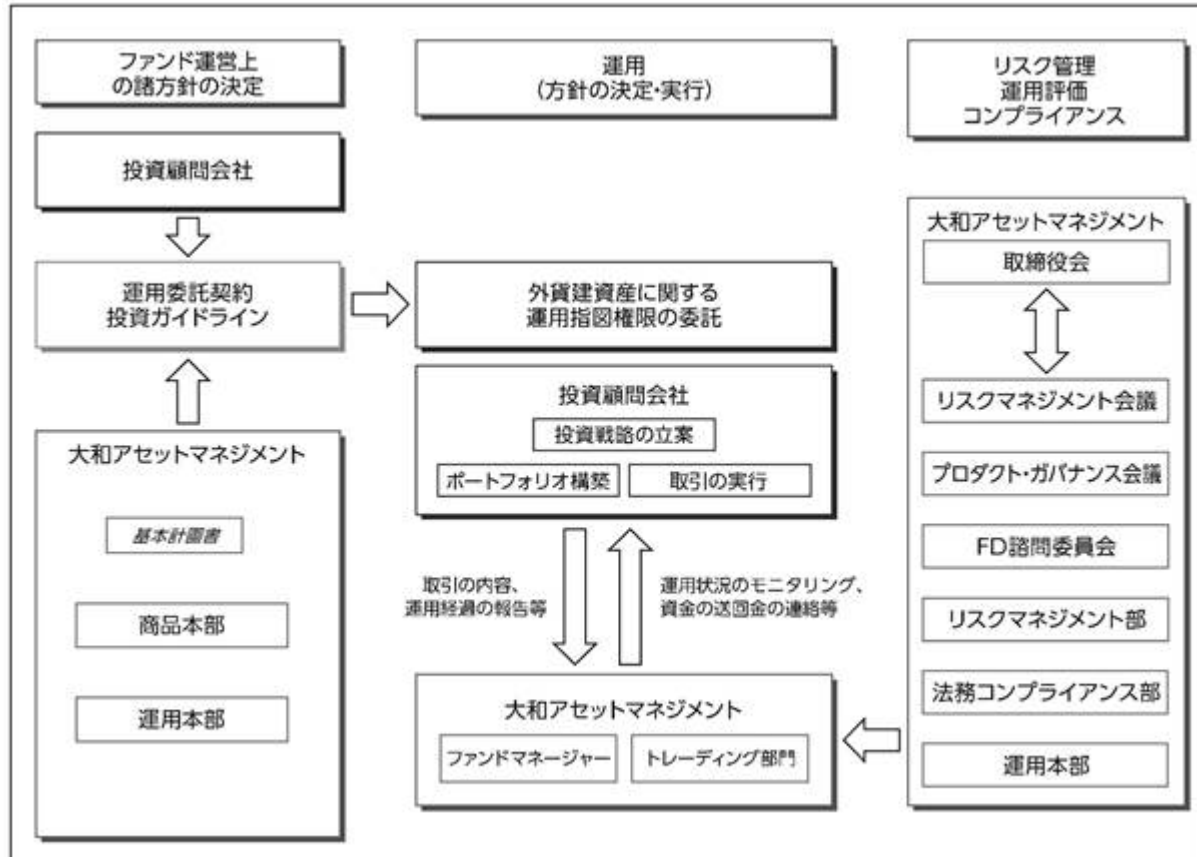 ファンド運営上
の諸方針の決定
運用
(方針の決定・実行)
リスク管理
運用評価
コンプライアンス
投資顧問会社
運用委託契約
投資ガイドライン
外貨建資産に関する
運用指図権限の委託
大和アセットマネジメント
基本計画書
商品本部
運用本部
投資顧問会社
投資戦略の立案
ポートフォリオ構築
取引の実行
取引の内容、
運用経過の報告等
運用状況のモニタリング、
資金の送回金の連絡等
大和アセットマネジメント
ファンドマネージャー
トレーディング部門
大和アセットマネジメント
取締役会
リスクマネジメント会議
プロダクト・ガバナンス会議
FD諮問委員会
リスクマネジメント部
法務コンプライアンス部
運用本部